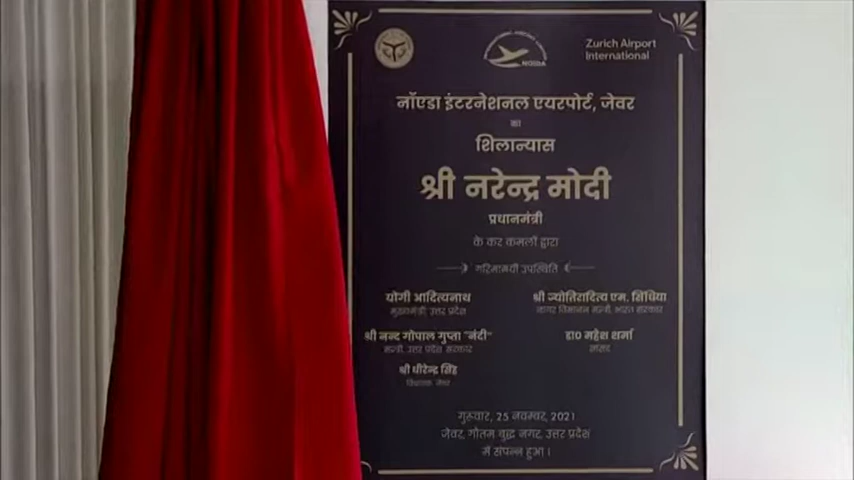 NOIDA
Zurich Airport
International
नॉएडा इंटरनेशनल एयरपोर्ट, जेवर
का
शिलान्यास
श्री नरेन्द्र मोदी
प्रधानमंत्री
के कर कमलों द्वारा
गरिमामयी उपस्थिति
योगी आदित्यनाथ
मुख्यमंत्री, उत्तर प्रदेश
श्री ज्योतिरादित्य एम. सिंधिया
नागर विमानन मन्त्री, भारत सरकार
श्री नन्द गोपाल गुप्ता "नंदी"
मन्त्री, उत्तर प्रदेश सरकार
डा० महेश शर्मा
सांसद
श्री धीरेन्द्र सिंह
विधायक, जेवर
गुरूवार, 25 नवम्बर, 2021
जेवर, गौतम बुद्ध नगर, उत्तर प्रदेश
में संपन्न हुआ ।